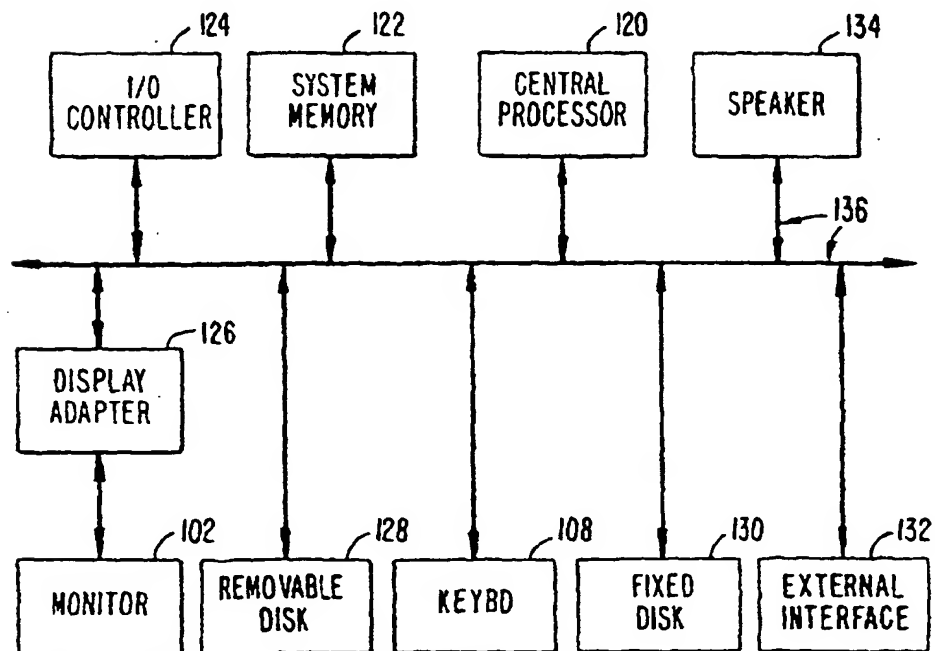 124
122
120
134
I/O
CONTROLLER
SYSTEM
MEMORY
CENTRAL
PROCESSOR
SPEAKER
136
126
DISPLAY
ADAPTER
102
128
108
130
132
MONITOR
REMOVABLE
DISK
KEYBD
FIXED
DISK
EXTERNAL
INTERFACE